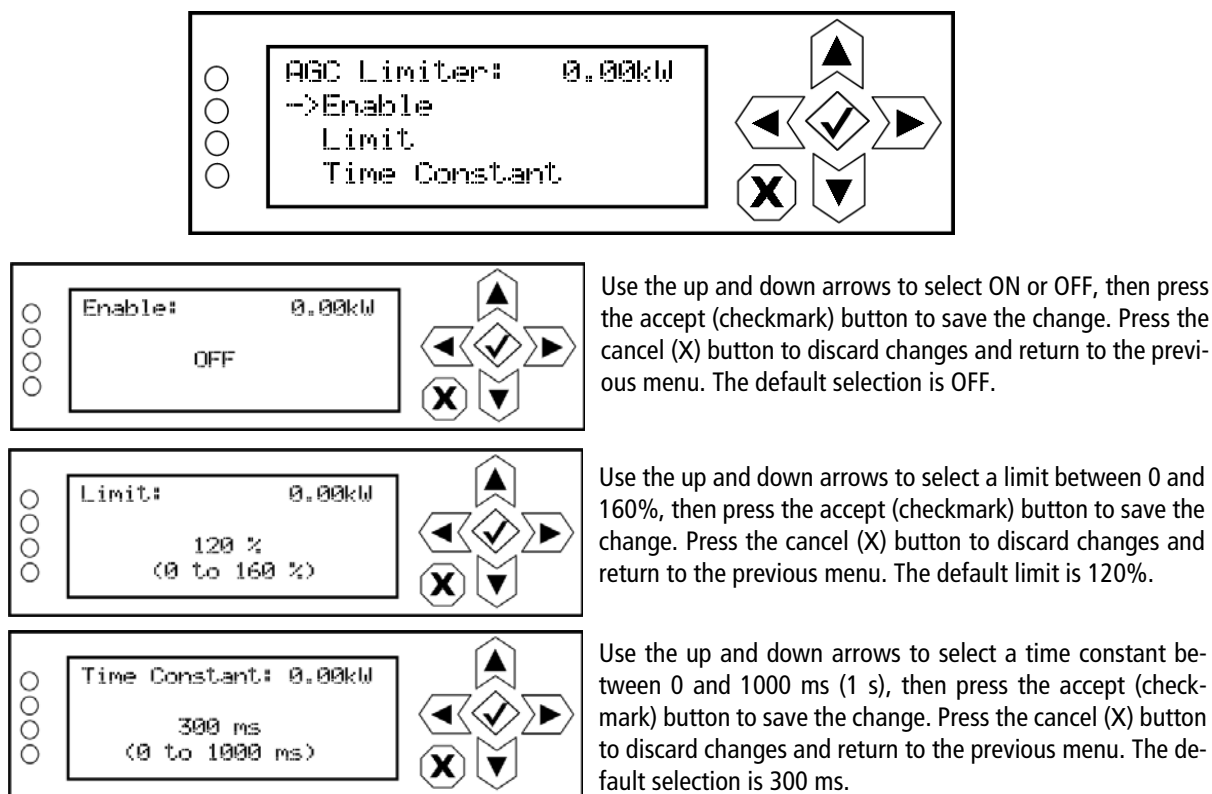 AGC Limiter: 0.00kW
->Enable
Limit
Time Constant
Enable: 0.00kW
OFF
Use the up and down arrows to select ON or OFF, then press
the accept (checkmark) button to save the change. Press the
cancel (X) button to discard changes and return to the previ-
ous menu. The default selection is OFF.
Limit: 0.00kW
120 %
(0 to 160 %)
Use the up and down arrows to select a limit between 0 and
160%, then press the accept (checkmark) button to save the
change. Press the cancel (X) button to discard changes and
return to the previous menu. The default limit is 120%.
Time Constant: 0.00kW
300 ms
(0 to 1000 ms)
Use the up and down arrows to select a time constant be-
tween 0 and 1000 ms (1 s), then press the accept (check-
mark) button to save the change. Press the cancel (X) button
to discard changes and return to the previous menu. The de-
fault selection is 300 ms.